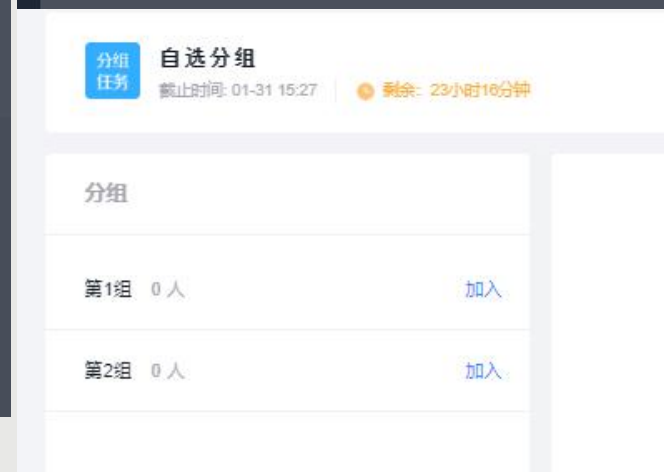 分组
任务
自选分组
截止时间: 01-31 15:27
剩余: 23小时16分钟
分组
第1组 0 人 加入
第2组 0 人 加入